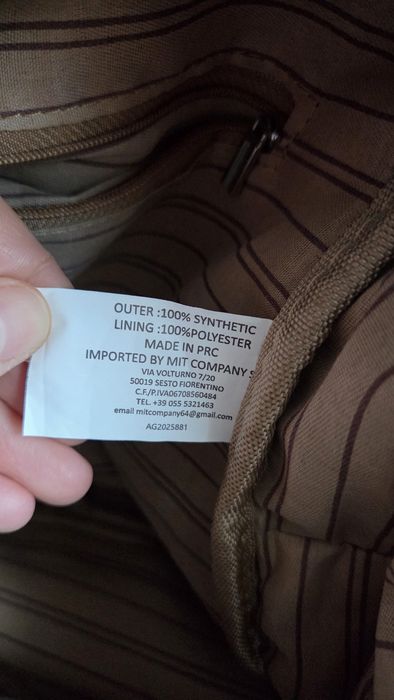 OUTER :100% SYNTHETIC
LINING :100%POLYESTER
MADE IN PRC
IMPORTED BY MIT COMPANY S
VIA VOLTURNO 7/20
50019 SESTO FIORENTINO
C.F./P.IVA06708560484
TEL. +39 055 5321463
email mitcompany64@gmail.com
AG2025881